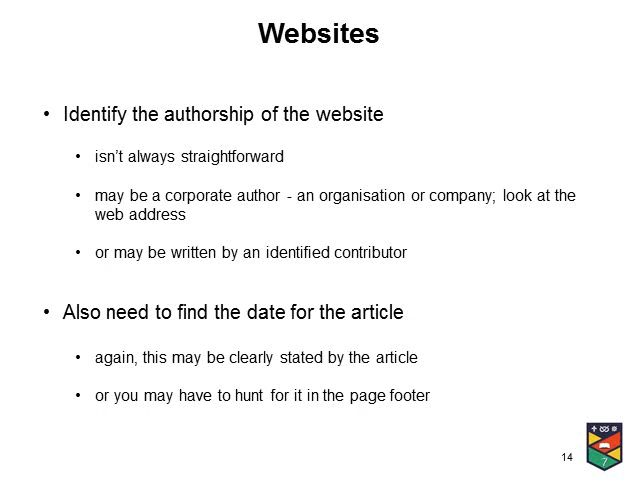 Websites
• Identify the authorship of the website
• isn't always straightforward
• may be a corporate author - an organisation or company; look at the
web address
• or may be written by an identified contributor
• Also need to find the date for the article
• again, this may be clearly stated by the article
• or you may have to hunt for it in the page footer
14